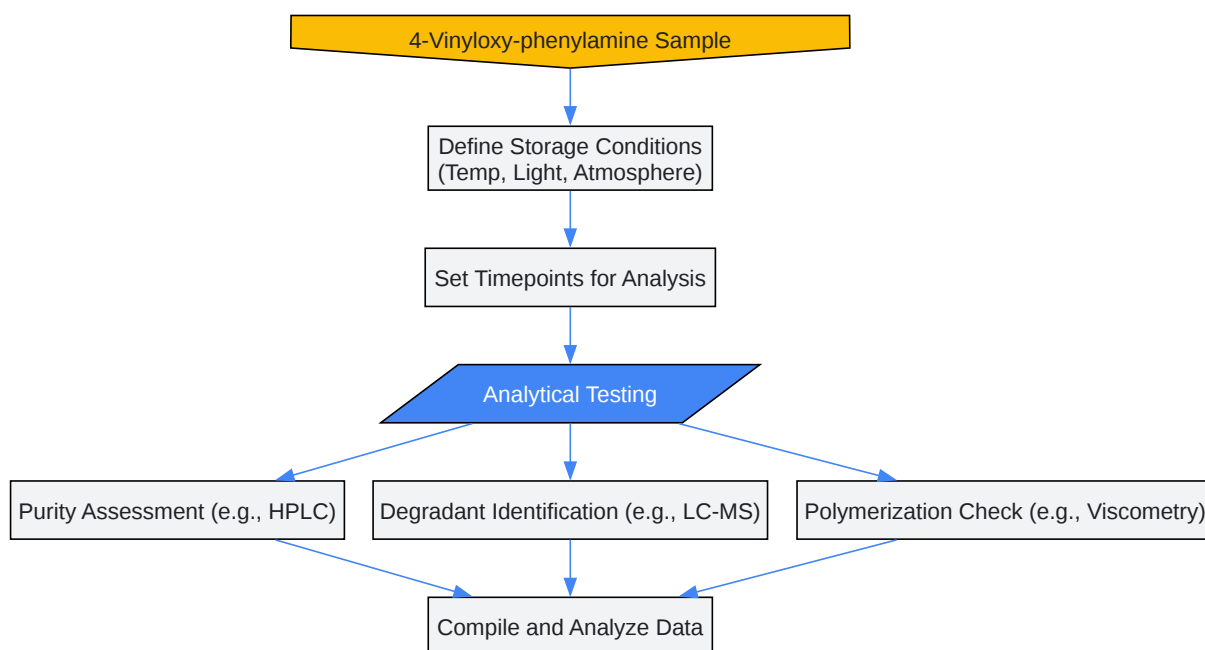 4-Vinyloxy-phenylamine Sample
Define Storage Conditions
(Temp, Light, Atmosphere)
Set Timepoints for Analysis
Analytical Testing
Purity Assessment (e.g., HPLC)
Degradant Identification (e.g., LC-MS)
Polymerization Check (e.g., Viscometry)
Compile and Analyze Data